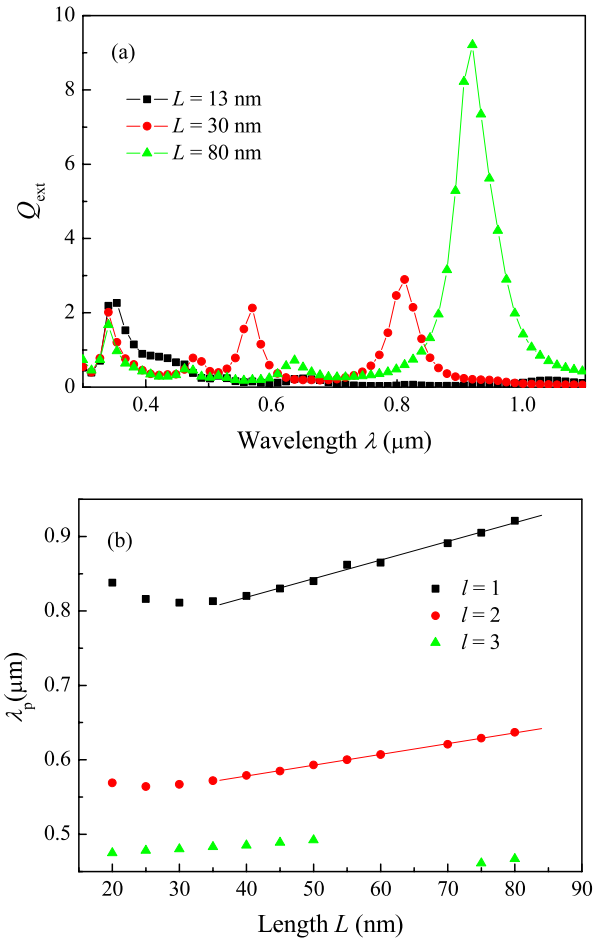 10
8
6
4
2
0
Qext
(a)
L = 13 nm
L = 30 nm
L = 80 nm
0.4
0.6
0.8
1.0
Wavelength λ (μm)
(b)
0.9
0.8
0.7
0.6
0.5
λp(μm)
l = 1
l = 2
l = 3
20
30
40
50
60
70
80
90
Length L (nm)